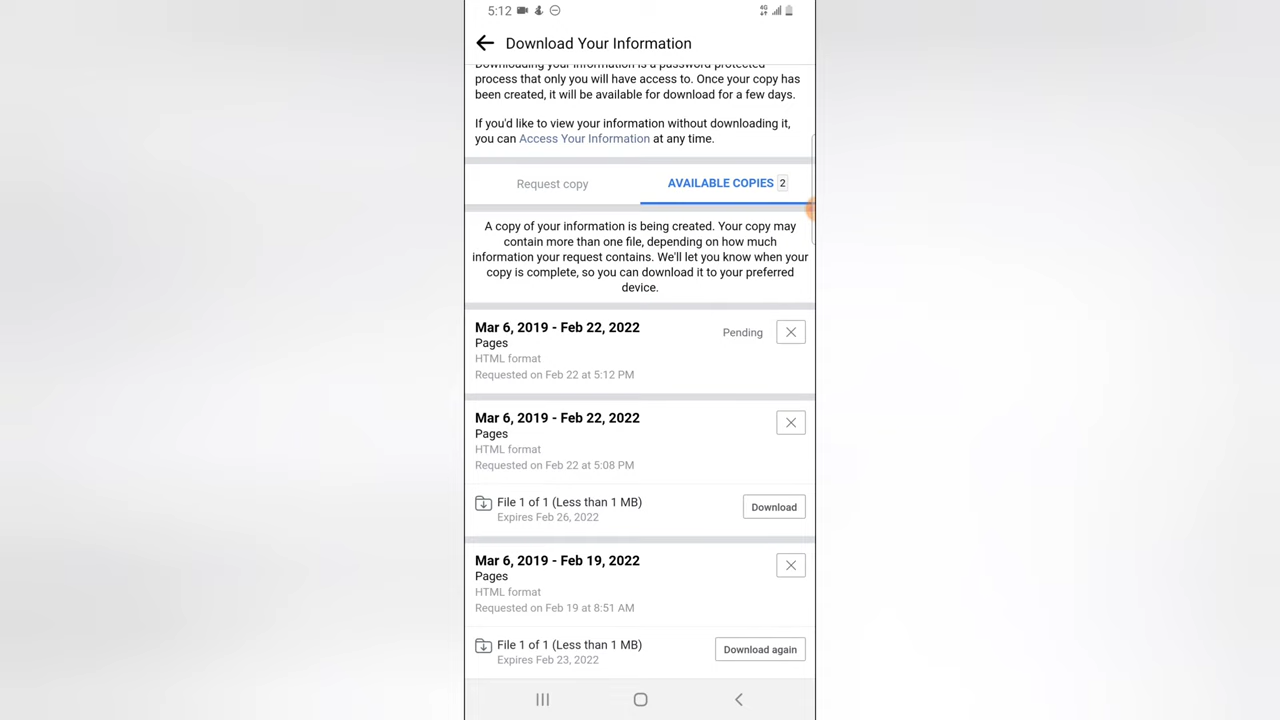 5:12
4G
Download Your Information
Downloading your information is a password protected
process that only you will have access to. Once your copy has
been created, it will be available for download for a few days.
If you'd like to view your information without downloading it,
you can Access Your Information at any time.
Request copy
AVAILABLE COPIES 2
A copy of your information is being created. Your copy may
contain more than one file, depending on how much
information your request contains. We'll let you know when your
copy is complete, so you can download it to your preferred
device.
Mar 6, 2019 - Feb 22, 2022
Pending
Pages
HTML format
Requested on Feb 22 at 5:12 PM
Mar 6, 2019 - Feb 22, 2022
Pages
HTML format
Requested on Feb 22 at 5:08 PM
File 1 of 1 (Less than 1 MB)
Expires Feb 26, 2022
Download
Mar 6, 2019 - Feb 19, 2022
Pages
HTML format
Requested on Feb 19 at 8:51 AM
File 1 of 1 (Less than 1 MB)
Expires Feb 23, 2022
Download again